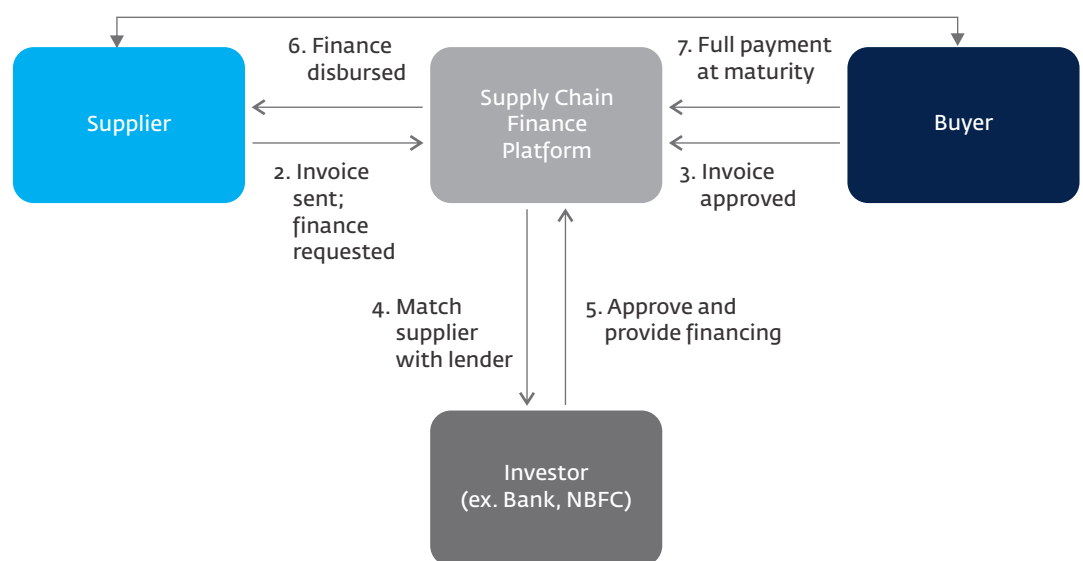 6. Finance
disbursed
7. Full payment
at maturity
Supplier
Supply Chain
Finance
Platform
Buyer
2. Invoice
sent;
finance
requested
3. Invoice
approved
4. Match
supplier
with lender
5. Approve and
provide financing
Investor
(ex. Bank, NBFC)